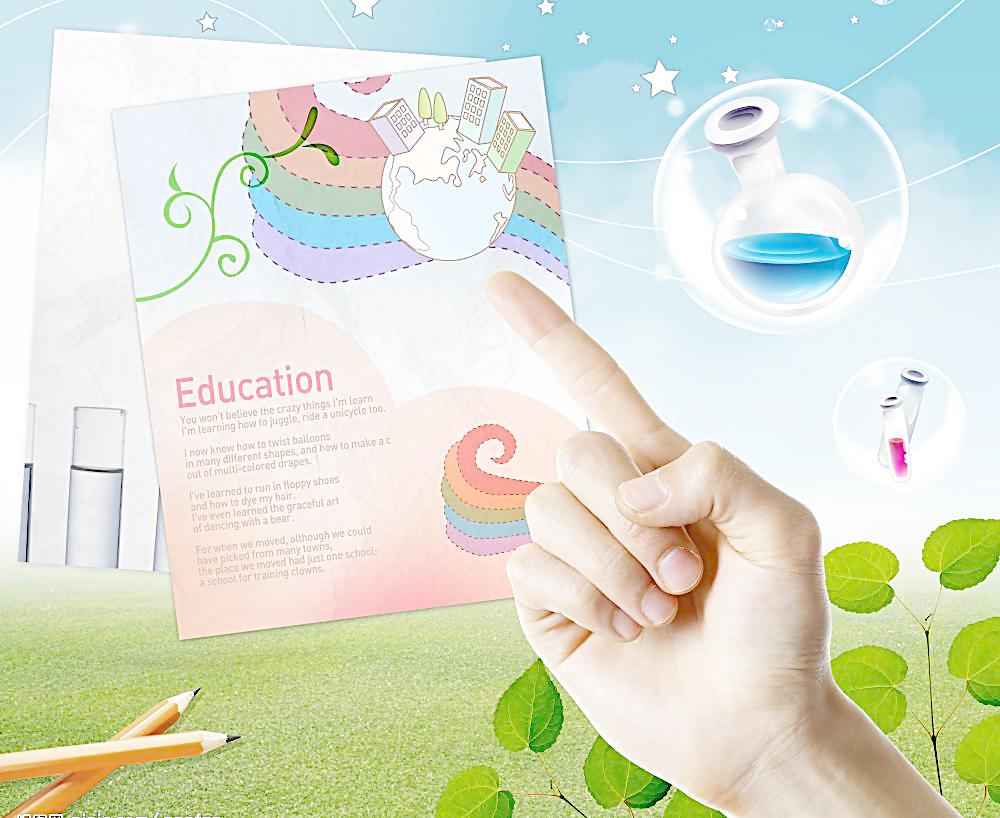 Education
You won't believe the crazy things I'm learn
I'm learning how to juggle, ride a unicycle too.
I now know how to twist balloons
in many different shapes, and how to make a c
out of multi-colored drapes.
I've learned to run in floppy shoes
and how to dye my hair.
I've even learned the graceful art
of dancing with a bear.
For when we moved, although we could
have picked from many towns,
the place we moved had just one school:
a school for training clowns.